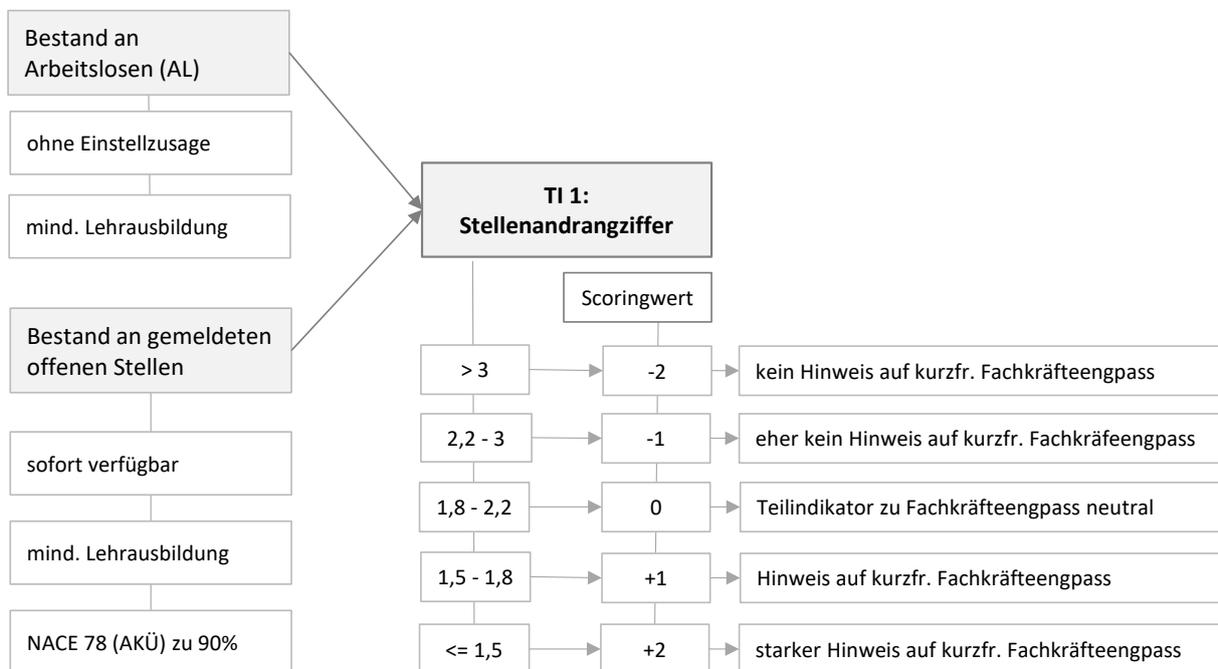 Bestand an
Arbeitslosen (AL)
ohne Einstellzusage
mind. Lehrausbildung
Bestand an gemeldeten
offenen Stellen
sofort verfügbar
mind. Lehrausbildung
NACE 78 (AKÜ) zu 90%
TI 1:
Stellenandrangziffer
Scoringwert
> 3
-2
kein Hinweis auf kurzfr. Fachkräfteengpass
2,2 - 3
-1
eher kein Hinweis auf kurzfr. Fachkräfeengpass
1,8 - 2,2
0
Teilindikator zu Fachkräfteengpass neutral
1,5 - 1,8
+1
Hinweis auf kurzfr. Fachkräfteengpass
<= 1,5
+2
starker Hinweis auf kurzfr. Fachkräfteengpass